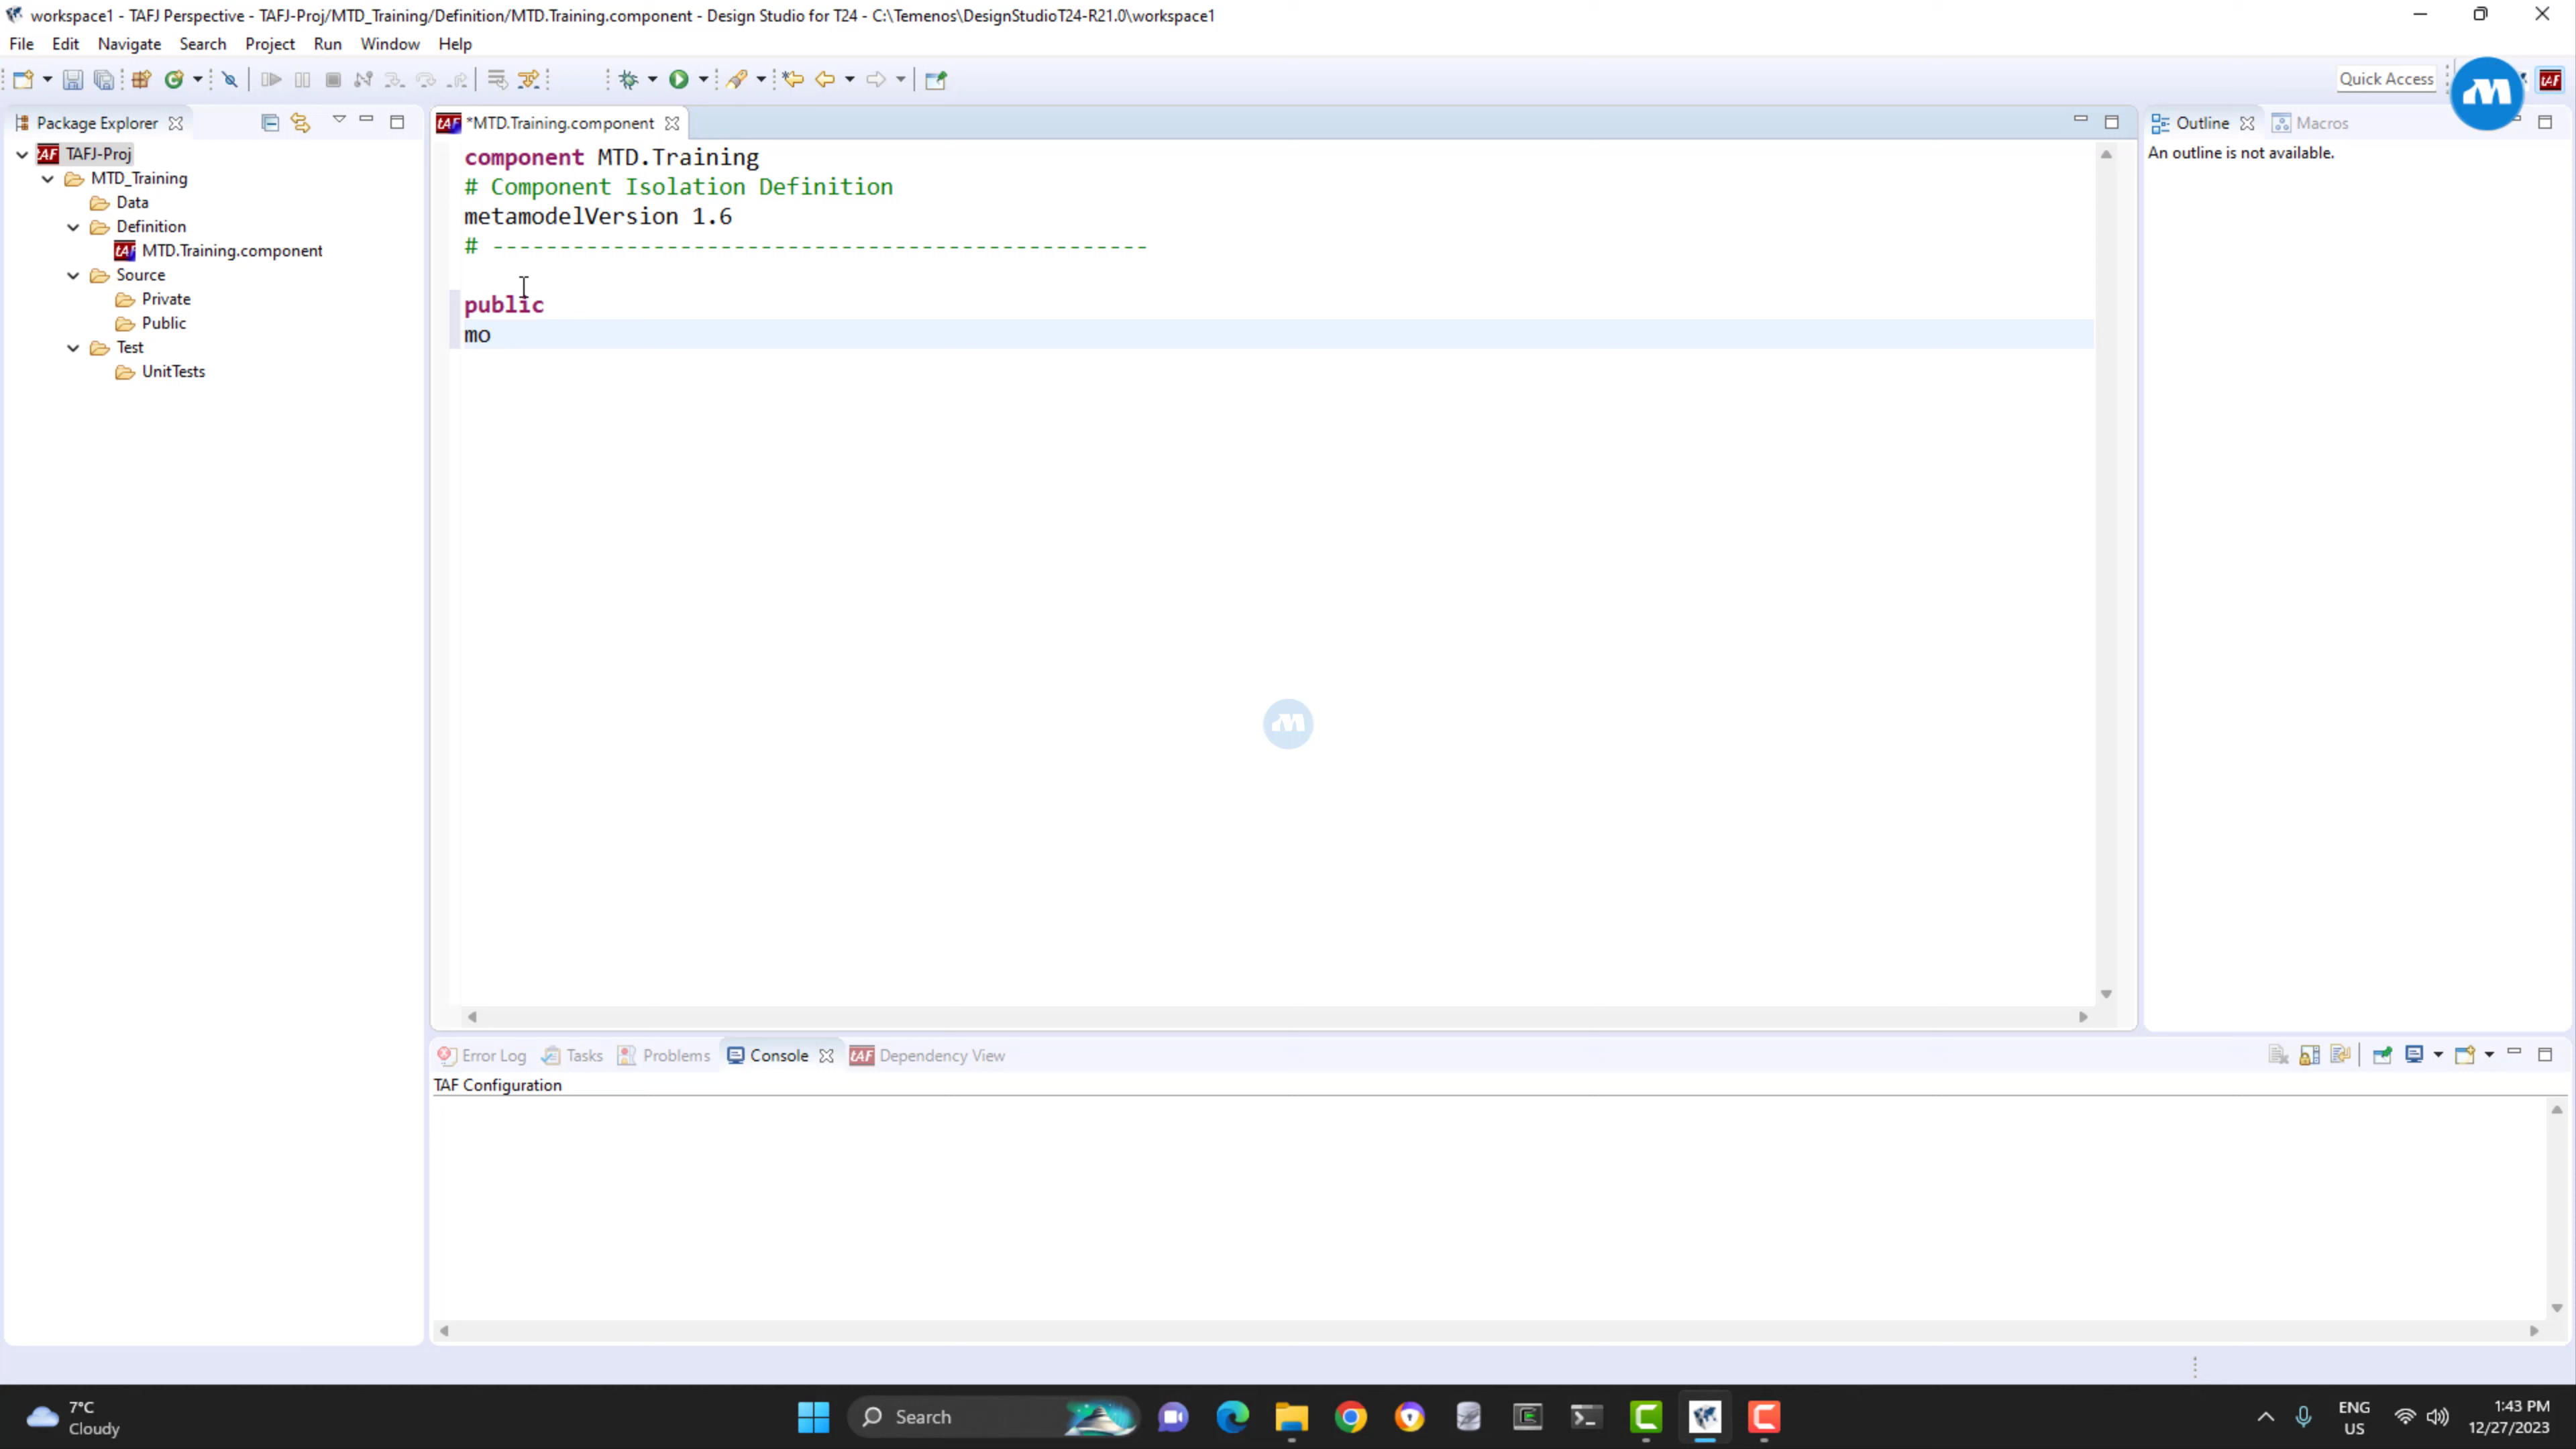 workspace1 - TAFJ Perspective - TAFJ-Proj/MTD_Training/Definition/MTD.Training.component - Design Studio for T24 - C:\Temenos\DesignStudioT24-R21.0\workspace1
File Edit Navigate Search Project Run Window Help
Quick Access
tAF
Package Explorer
*MTD.Training.component
Outline
Macros
TAFJ-Proj
MTD_Training
Data
Definition
MTD.Training.component
Source
Private
Public
Test
UnitTests
component MTD.Training
# Component Isolation Definition
metamodelVersion 1.6
# -------------------------------------------------
public
mo
An outline is not available.
Error Log
Tasks
Problems
Console
Dependency View
TAF Configuration
7°C
Cloudy
Search
ENG
US
1:43 PM
12/27/2023